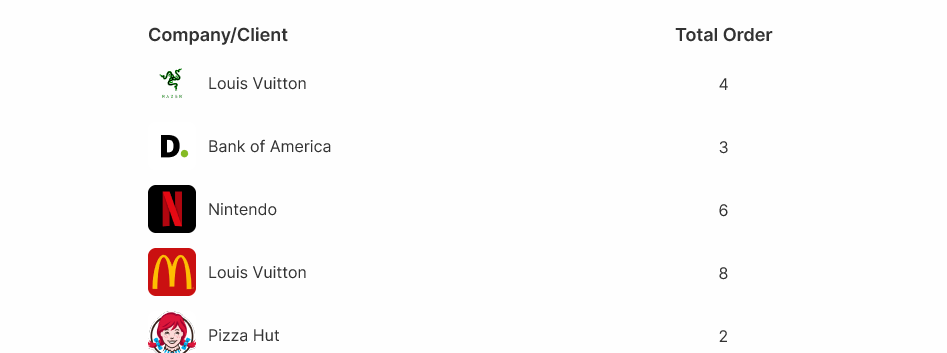 Company/Client Total Order
RAZER
Louis Vuitton 4
D. Bank of America 3
N Nintendo 6
M Louis Vuitton 8
Pizza Hut 2